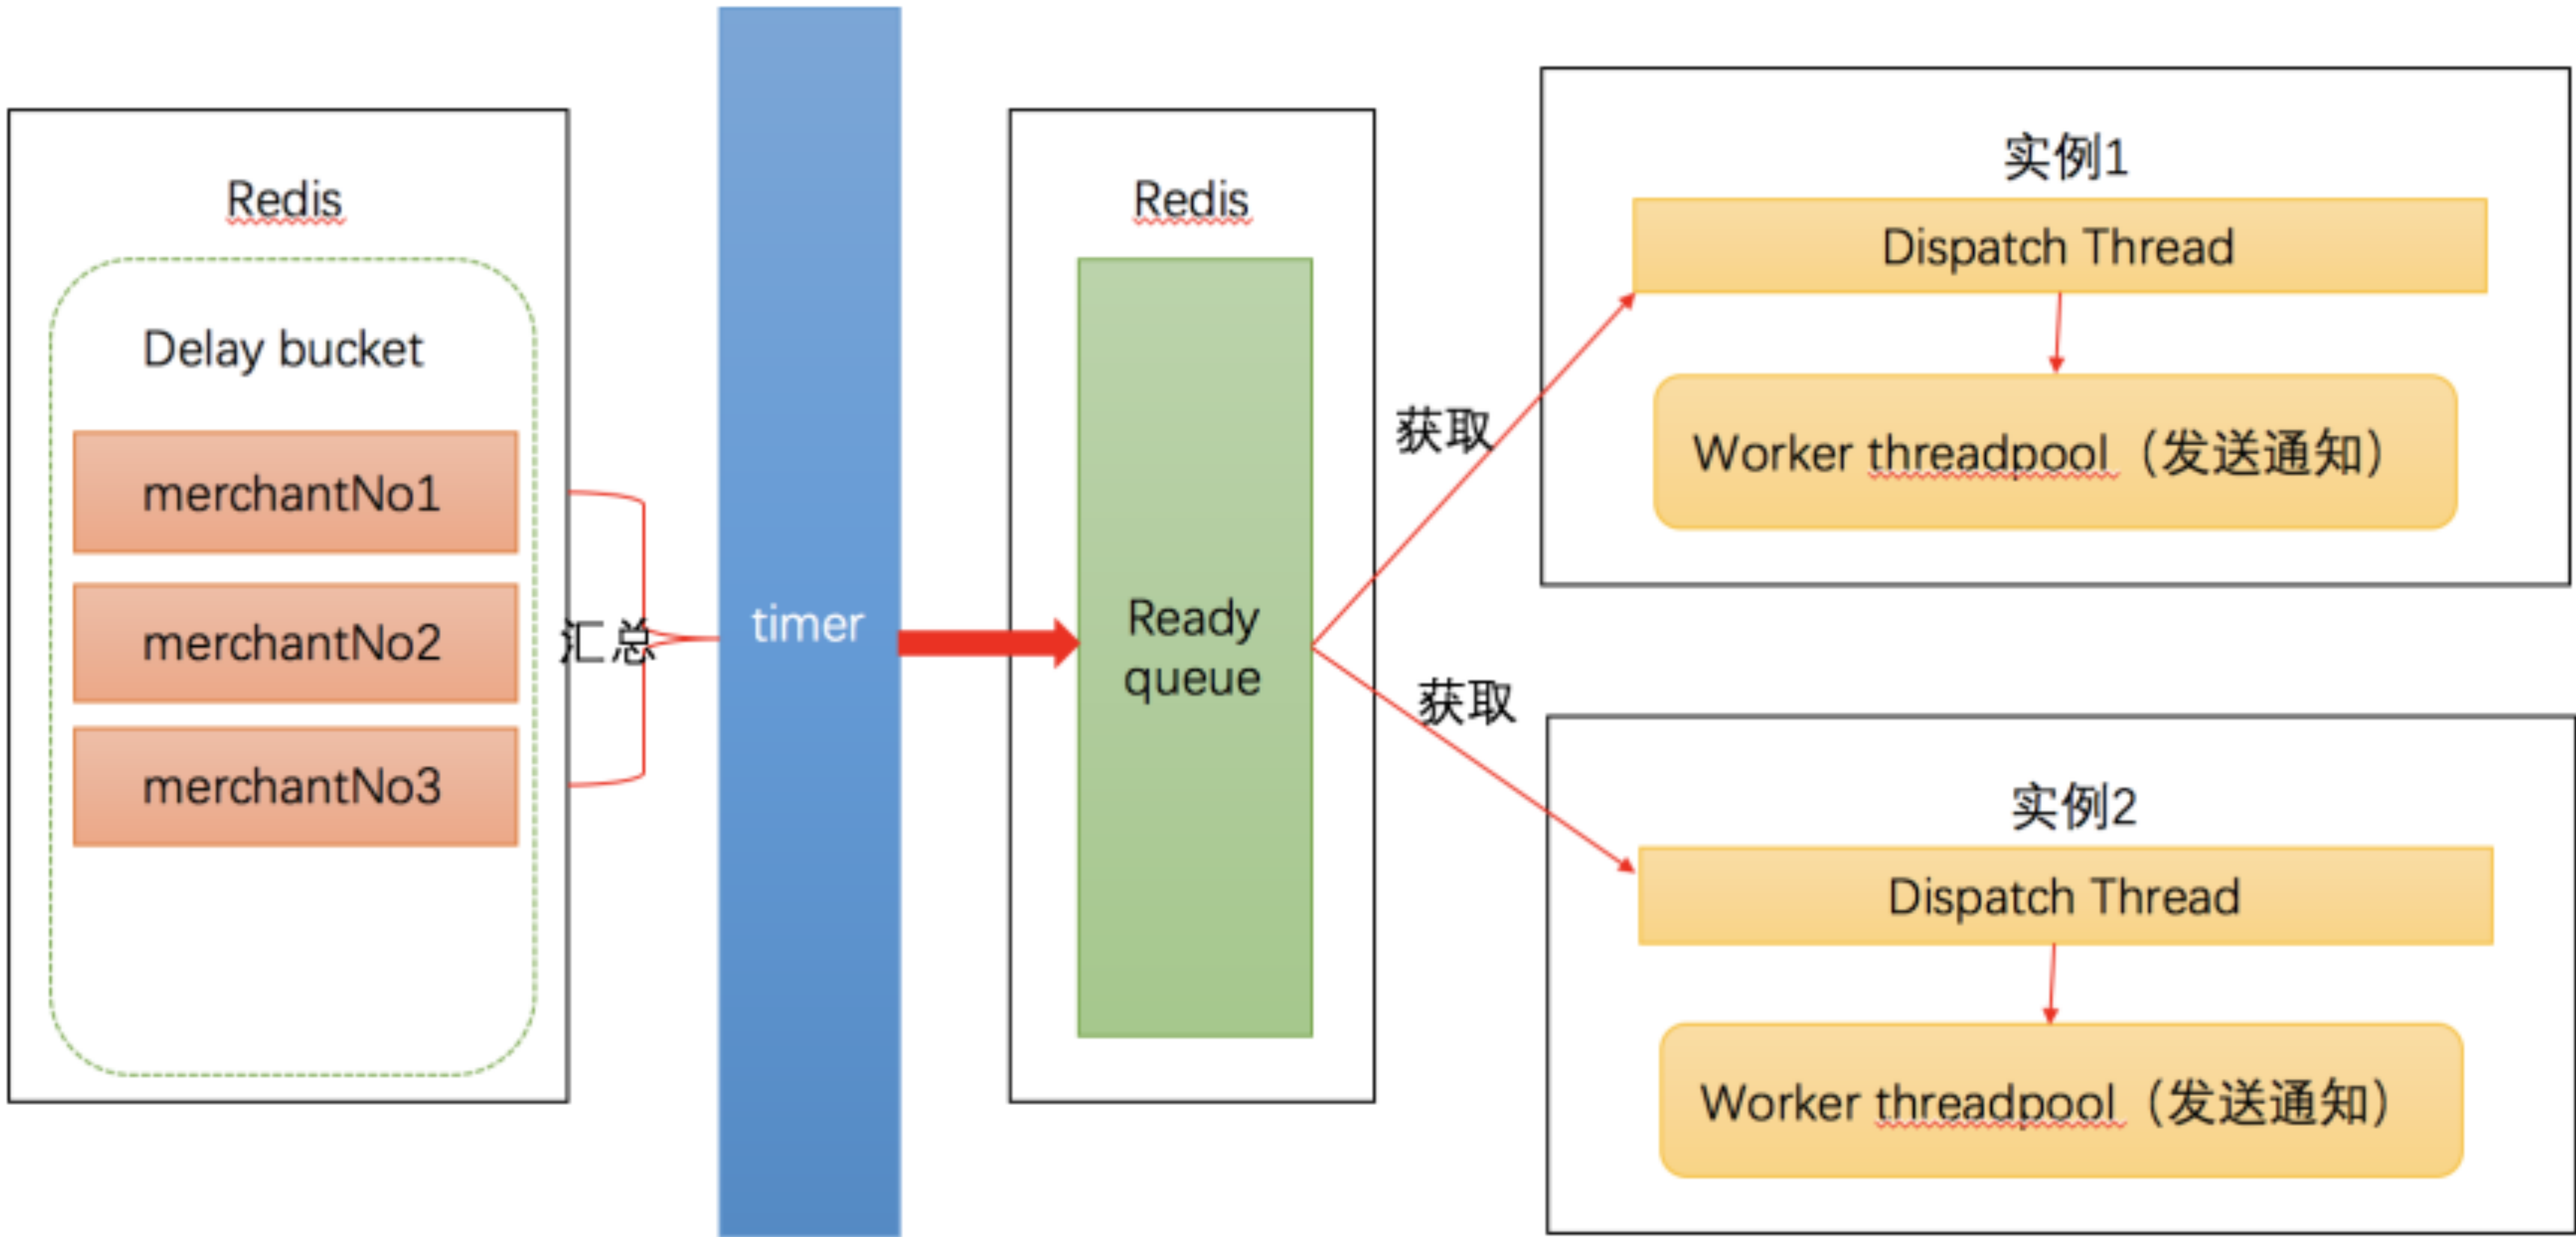 Redis
Delay bucket
merchantNo1
merchantNo2
merchantNo3
汇总
timer
Redis
Ready
queue
获取
获取
实例1
Dispatch Thread
Worker threadpool（发送通知）
实例2
Dispatch Thread
Worker threadpool（发送通知）